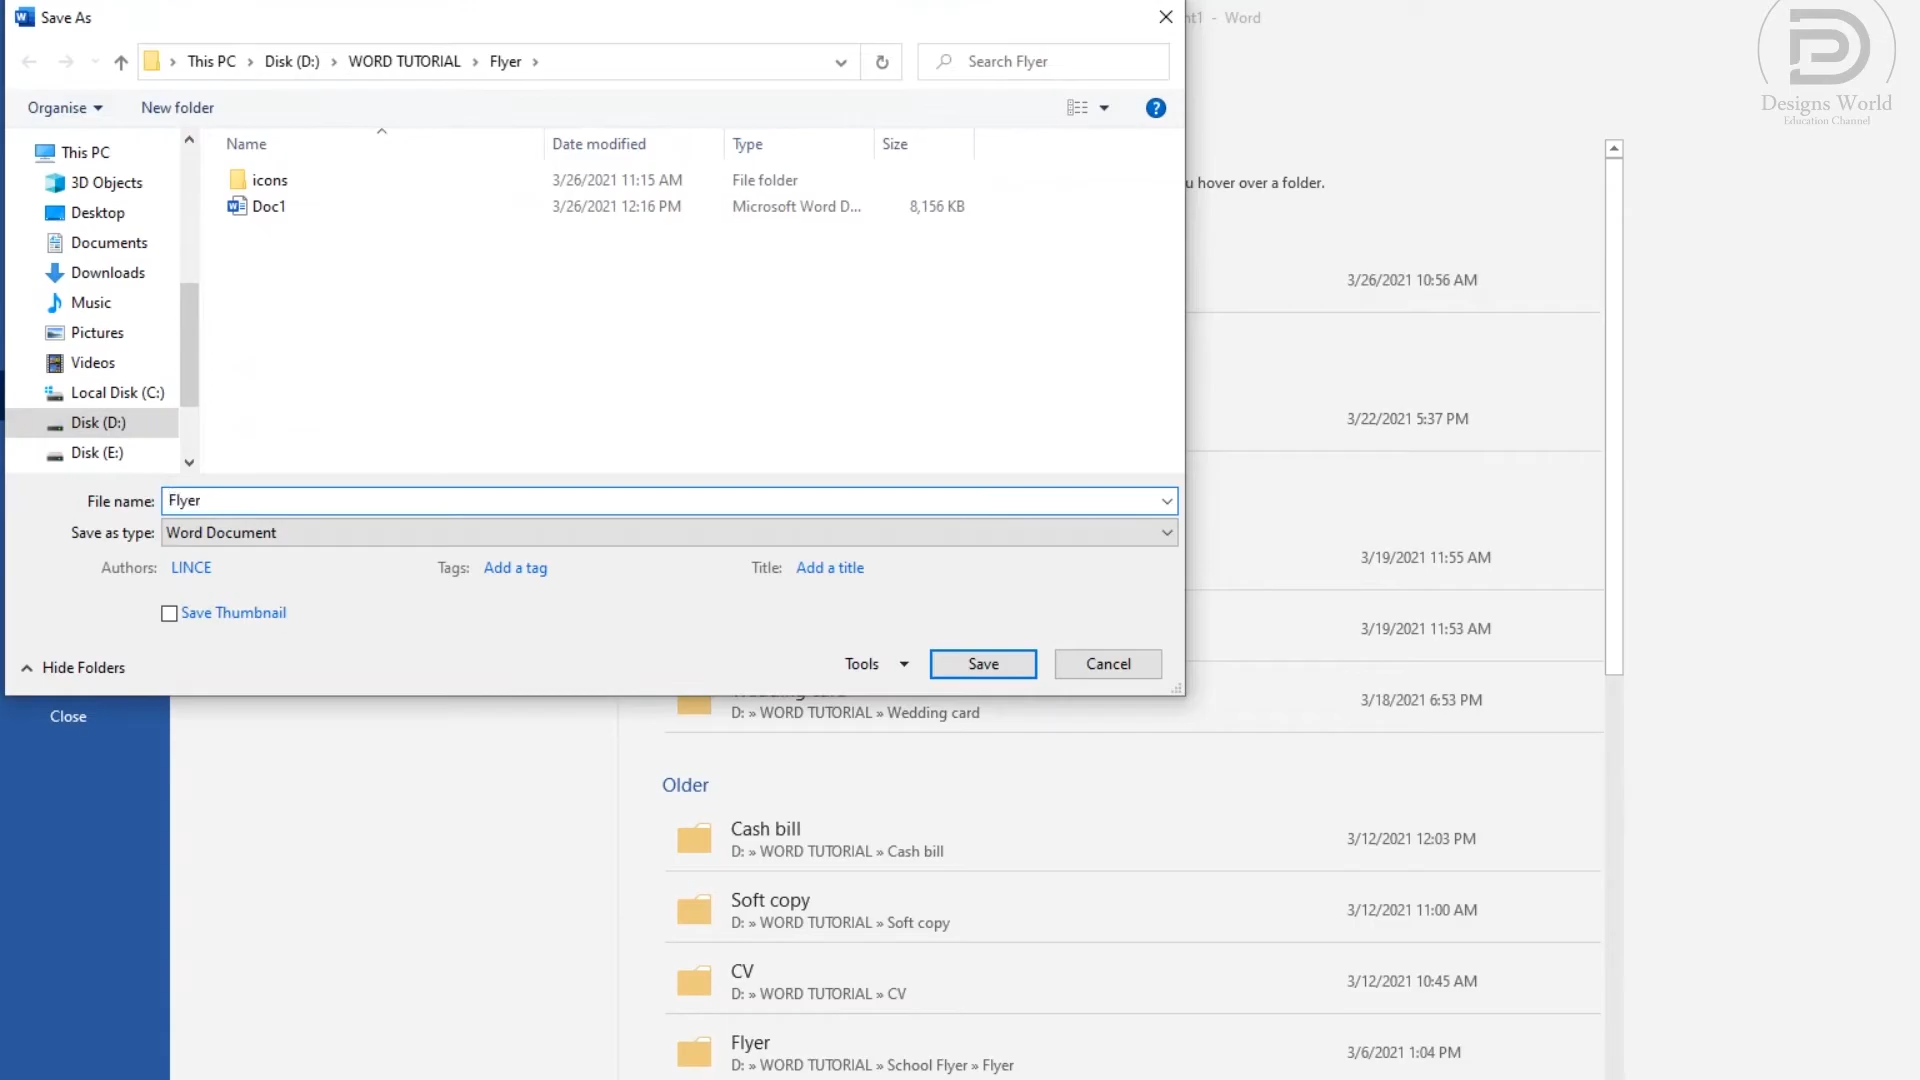 Save As
nt1 - Word
This PC Disk (D:) WORD TUTORIAL Flyer
Search Flyer
Designs World
Education Channel
Organise
New folder
?
Name Date modified Type Size
icons 3/26/2021 11:15 AM File folder
Doc1 3/26/2021 12:16 PM Microsoft Word D... 8,156 KB
This PC
3D Objects
Desktop
Documents
Downloads
Music
Pictures
Videos
Local Disk (C:)
Disk (D:)
Disk (E:)
u hover over a folder.
3/26/2021 10:56 AM
3/22/2021 5:37 PM
3/19/2021 11:55 AM
3/19/2021 11:53 AM
3/18/2021 6:53 PM
File name: Flyer
Save as type: Word Document
Authors: LINCE Tags: Add a tag Title: Add a title
Save Thumbnail
Hide Folders
Tools Save Cancel
Close
D: » WORD TUTORIAL » Wedding card
Older
Cash bill
D: » WORD TUTORIAL » Cash bill
3/12/2021 12:03 PM
Soft copy
D: » WORD TUTORIAL » Soft copy
3/12/2021 11:00 AM
CV
D: » WORD TUTORIAL » CV
3/12/2021 10:45 AM
Flyer
D: » WORD TUTORIAL » School Flyer » Flyer
3/6/2021 1:04 PM